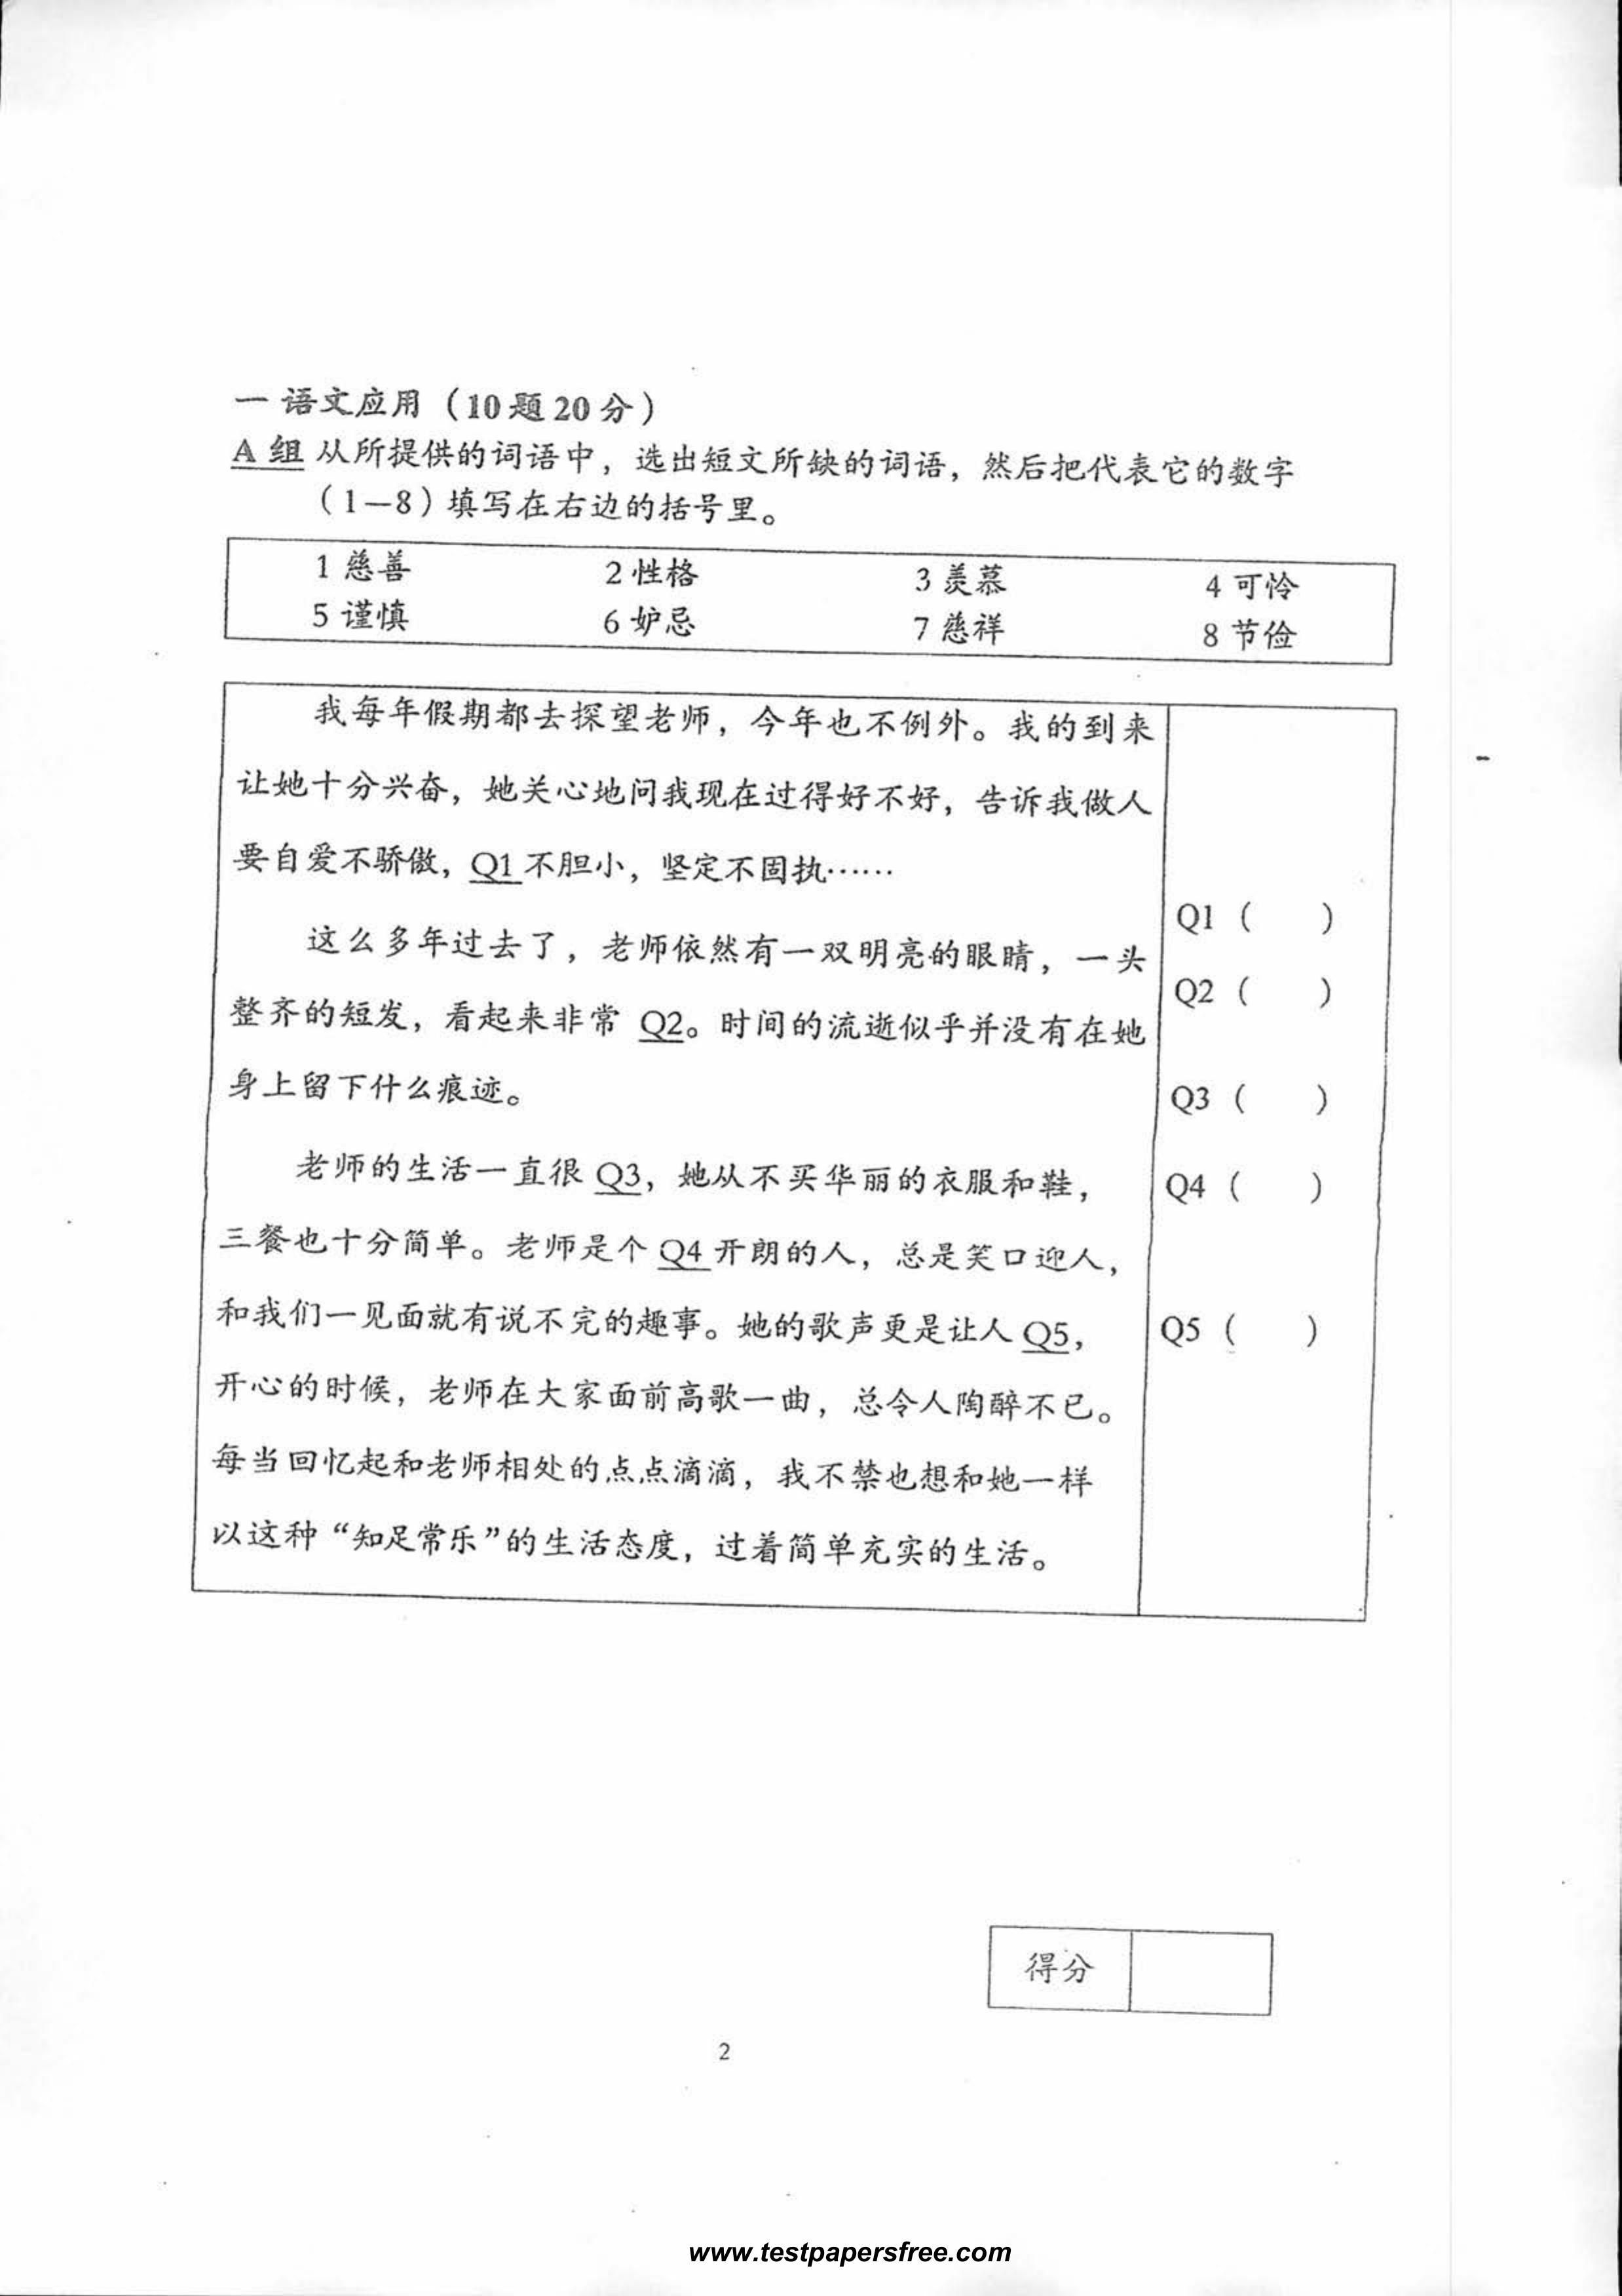 一 语文应用（10题20分）
A 组 从所提供的词语中，选出短文所缺的词语，然后把代表它的数字
（1—8）填写在右边的括号里。
1 慈善 2 性格 3 羡慕 4 可怜
5 谨慎 6 妒忌 7 慈祥 8 节俭
我每年假期都去探望老师，今年也不例外。我的到来
让她十分兴奋，她关心地问我现在过得好不好，告诉我做人
要自爱不骄傲，Q1 不胆小，坚定不固执……
这么多年过去了，老师依然有一双明亮的眼睛，一头
整齐的短发，看起来非常 Q2。时间的流逝似乎并没有在她
身上留下什么痕迹。
老师的生活一直很 Q3，她从不买华丽的衣服和鞋，
三餐也十分简单。老师是个 Q4 开朗的人，总是笑口迎人，
和我们一见面就有说不完的趣事。她的歌声更是让人 Q5，
开心的时候，老师在大家面前高歌一曲，总令人陶醉不已。
每当回忆起和老师相处的点点滴滴，我不禁也想和她一样
以这种“知足常乐”的生活态度，过着简单充实的生活。
Q1 （ ）
Q2 （ ）
Q3 （ ）
Q4 （ ）
Q5 （ ）
得分
2
www.testpapersfree.com